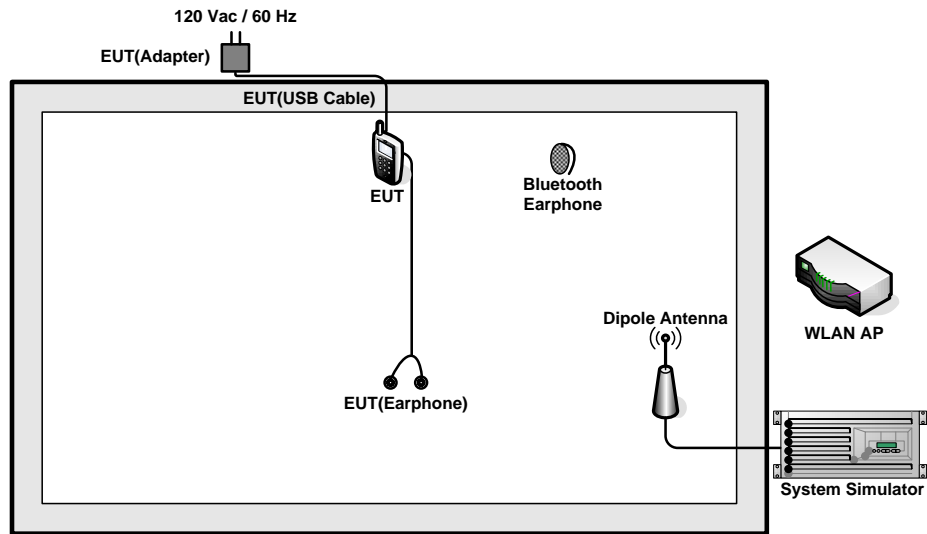 120 Vac / 60 Hz
EUT(Adapter)
EUT(USB Cable)
EUT
Bluetooth
Earphone
Dipole Antenna
WLAN AP
EUT(Earphone)
System Simulator